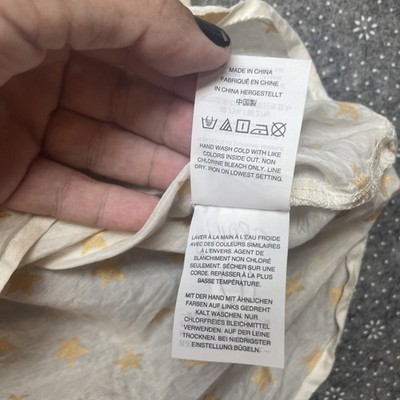 MADE IN CHINA
FABRIQUÉ EN CHINE
IN CHINA HERGESTELLT
中国製
HAND WASH COLD WITH LIKE
COLORS INSIDE OUT. NON
CHLORINE BLEACH ONLY. LINE
DRY. IRON ON LOWEST SETTING.
LAVER À LA MAIN À L'EAU FROIDE
AVEC DES COULEURS SIMILAIRES
À L'ENVERS. AGENT DE
BLANCHIMENT NON CHLORÉ
SEULEMENT. SÉCHER SUR UNE
CORDE. REPASSER À LA PLUS
BASSE TEMPÉRATURE.
MIT DER HAND MIT ÄHNLICHEN
FARBEN AUF LINKS GEDREHT
KALT WASCHEN. NUR
CHLORFREIES BLEICHMITTEL
VERWENDEN. AUF DER LEINE
TROCKNEN. BEI NIEDRIGSTER
EINSTELLUNG BÜGELN.